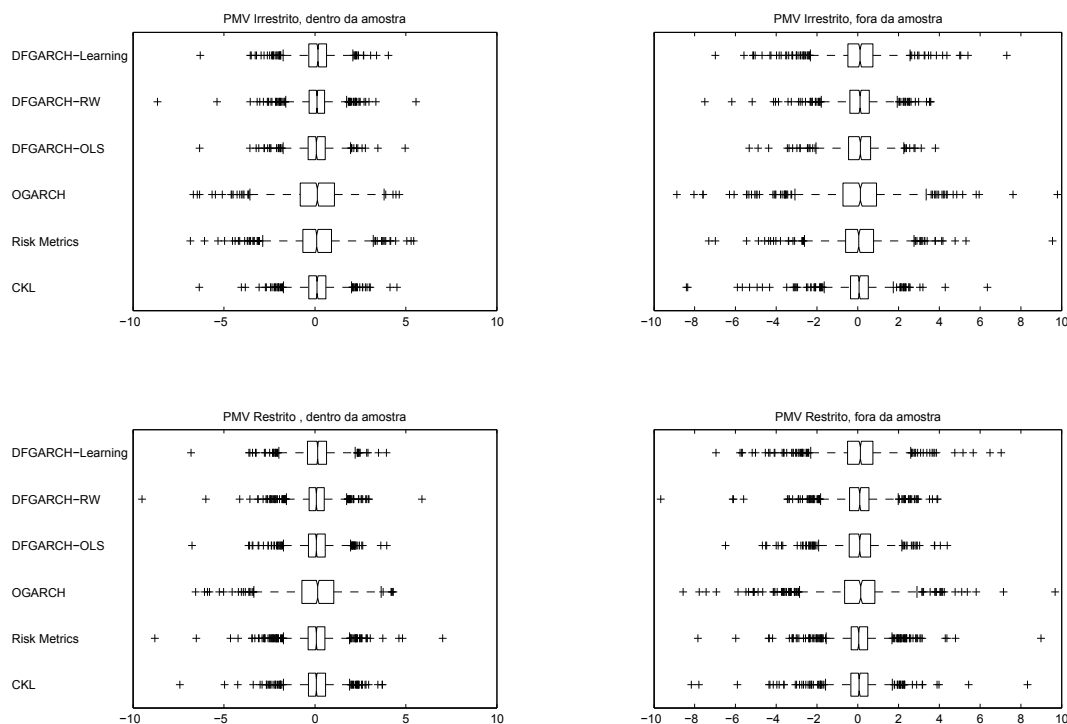 PMV Irrestrito, dentro da amostra
DFGARCH−Learning
DFGARCH−RW
DFGARCH−OLS
OGARCH
Risk Metrics
CKL
−10 −5 0 5 10
PMV Irrestrito, fora da amostra
−10 −8 −6 −4 −2 0 2 4 6 8 10
PMV Restrito , dentro da amostra
DFGARCH−Learning
DFGARCH−RW
DFGARCH−OLS
OGARCH
Risk Metrics
CKL
−10 −5 0 5 10
PMV Restrito, fora da amostra
−10 −8 −6 −4 −2 0 2 4 6 8 10